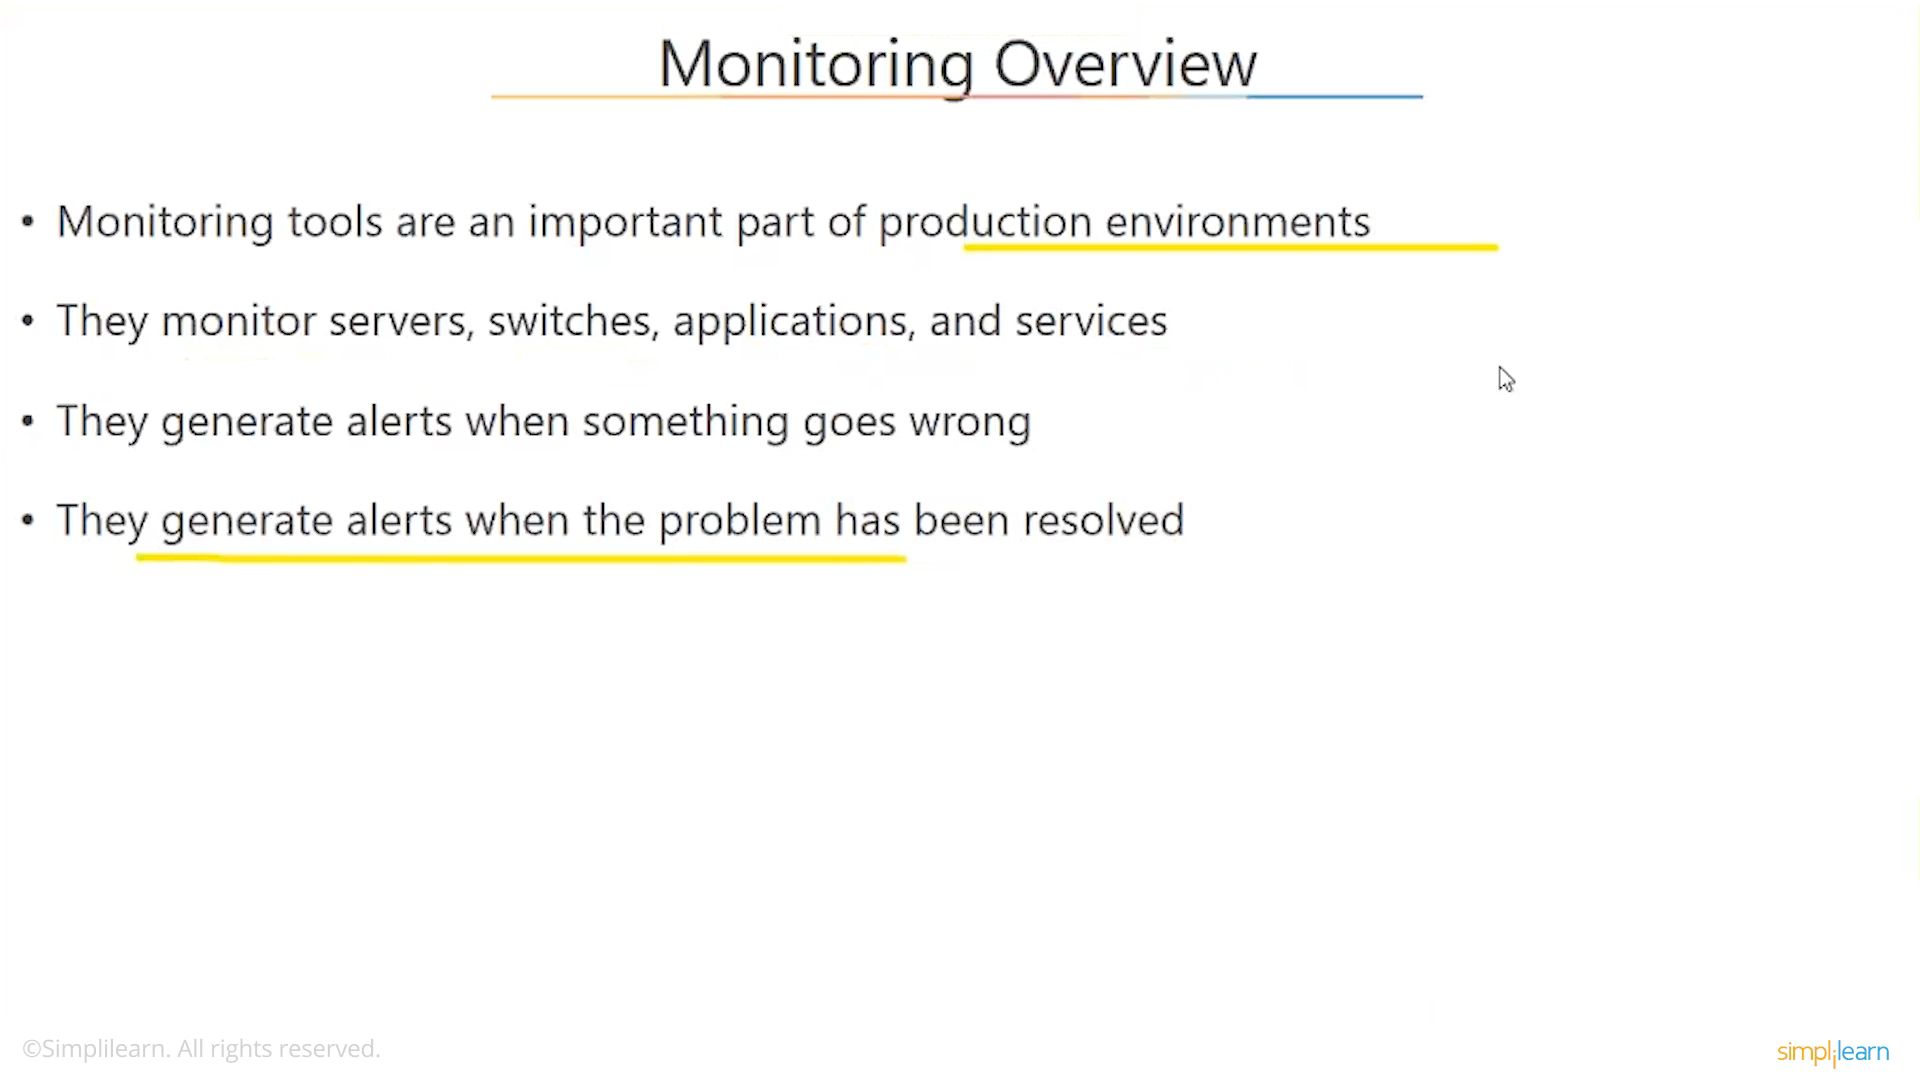 Monitoring Overview
• Monitoring tools are an important part of production environments
• They monitor servers, switches, applications, and services
• They generate alerts when something goes wrong
• They generate alerts when the problem has been resolved
©Simplilearn. All rights reserved.
simplilearn